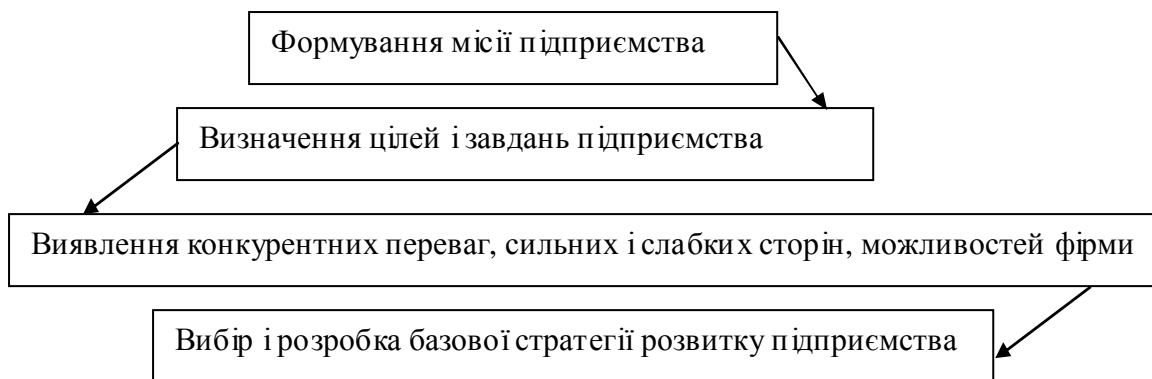 Формування місії підприємства
Визначення цілей і завдань підприємства
Виявлення конкурентних переваг, сильних і слабких сторін, можливостей фірми
Вибір і розробка базової стратегії розвитку підприємства